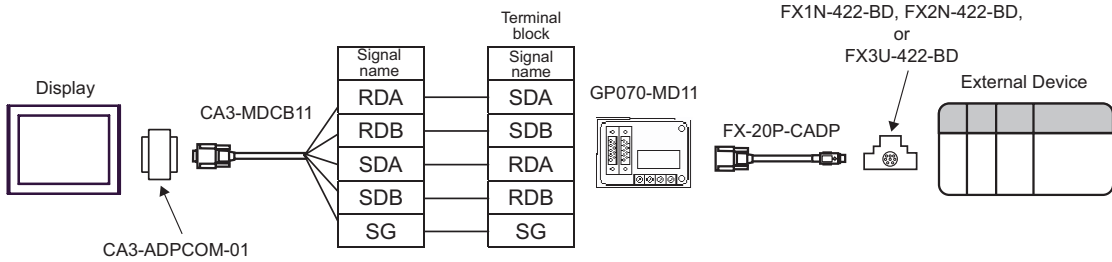 FX1N-422-BD, FX2N-422-BD,
or
FX3U-422-BD
Terminal
block
Display
CA3-MDCB11
Signal
name
Signal
name
GP070-MD11
FX-20P-CADP
External Device
RDA
SDA
RDB
SDB
SDA
RDA
SDB
RDB
SG
SG
CA3-ADPCOM-01